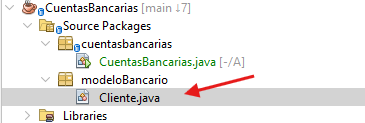 CuentasBancarias [main ↓7]
Source Packages
cuentasbancarias
CuentasBancarias.java [-/A]
modeloBancario
Cliente.java
Libraries